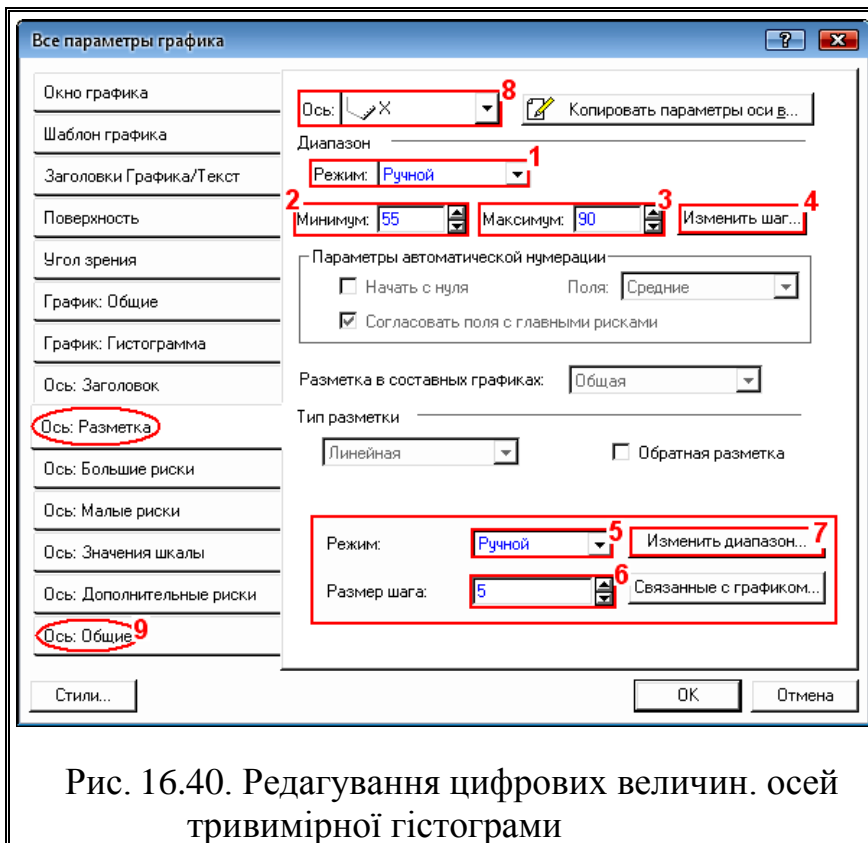 Все параметры графика
Окно графика
Шаблон графика
Заголовки Графика/Текст
Поверхность
Угол зрения
График: Общие
График: Гистограмма
Ось: Заголовок
Ось: Разметка
Ось: Большие риски
Ось: Малые риски
Ось: Значения шкалы
Ось: Дополнительные риски
Ось: Общие 9
Ось: X 8 Копировать параметры оси в...
Диапазон
Режим: Ручной 1
2 Минимум: 55 Максимум: 90 3 Изменить шаг... 4
Параметры автоматической нумерации
Начать с нуля Поля: Средние
Согласовать поля с главными рисками
Разметка в составных графиках: Общая
Тип разметки
Линейная Обратная разметка
Режим: Ручной 5 Изменить диапазон... 7
Размер шага: 5 6 Связанные с графиком...
Стили... OK Отмена
Рис. 16.40. Редагування цифрових величин. осей
тривимірної гістограми